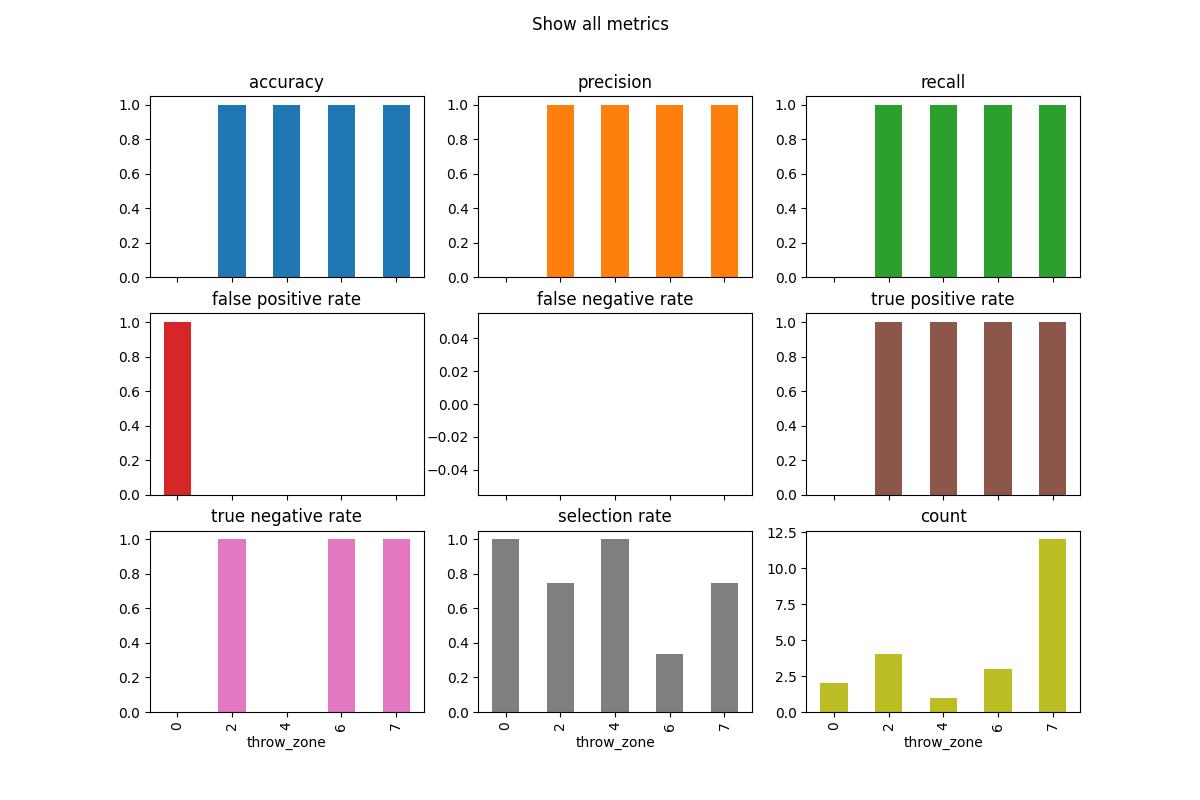 Show all metrics
accuracy precision recall
1.0 1.0 1.0
0.8 0.8 0.8
0.6 0.6 0.6
0.4 0.4 0.4
0.2 0.2 0.2
0.0 0.0 0.0
false positive rate false negative rate true positive rate
1.0 0.04 1.0
0.8 0.02 0.8
0.6 0.00 0.6
0.4 −0.02 0.4
0.2 −0.04 0.2
0.0 0.0
true negative rate selection rate count
1.0 1.0 12.5
0.8 0.8 10.0
0.6 0.6 7.5
0.4 0.4 5.0
0.2 0.2 2.5
0.0 0.0 0.0
0 2 4 6 7 0 2 4 6 7 0 2 4 6 7
throw_zone throw_zone throw_zone